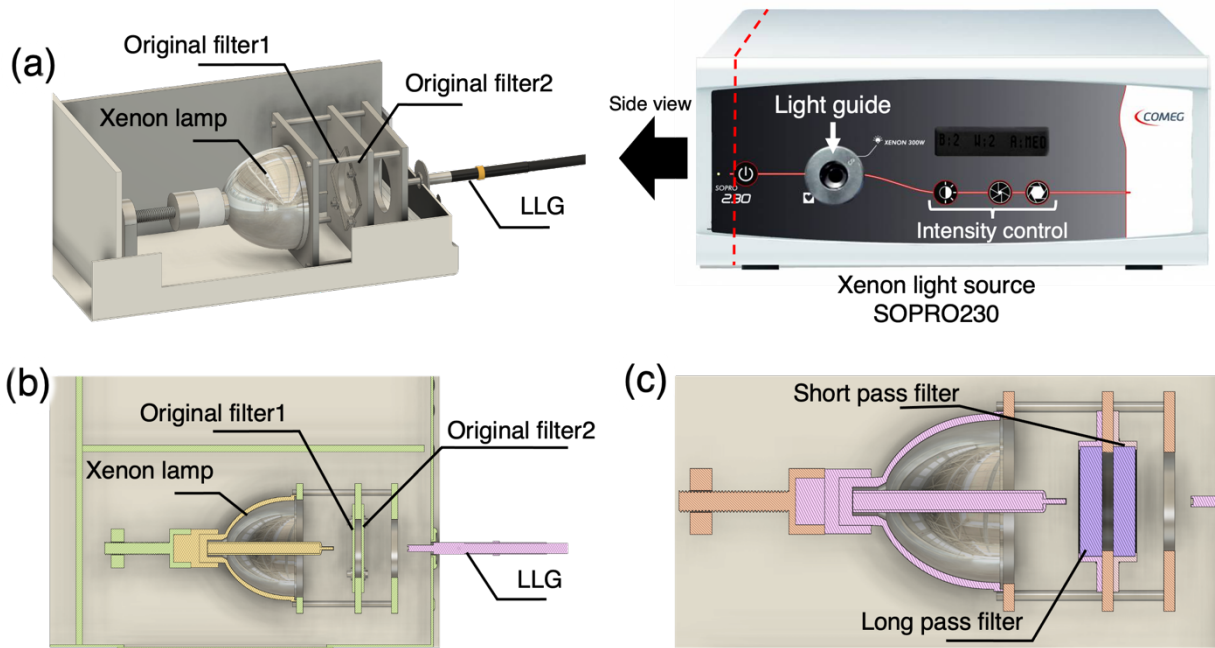 (a)
Original filter1
Original filter2
Xenon lamp
LLG
Side view
Light guide
COMEG
XENON 300W
B:2 W:2 A:MED
SOPRO
230
Intensity control
Xenon light source
SOPRO230
(b)
Original filter1
Original filter2
Xenon lamp
LLG
(c)
Short pass filter
Long pass filter